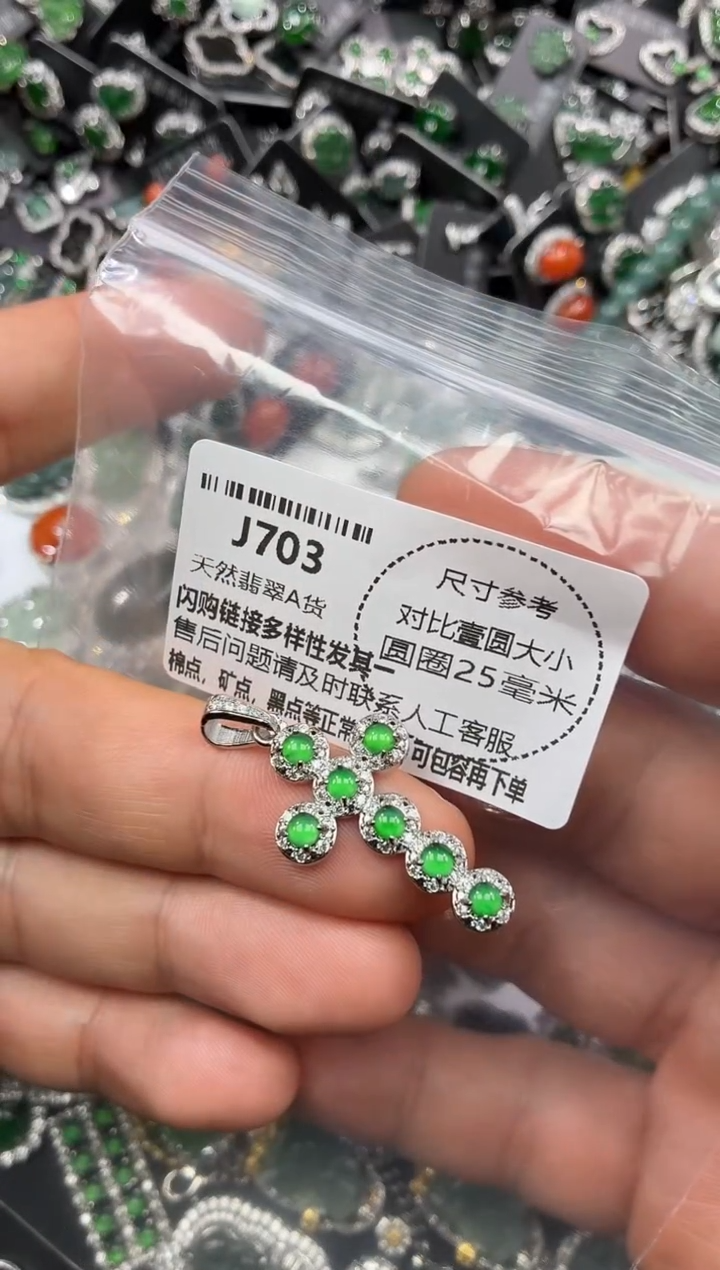 J703
天然翡翠A货
闪购链接多样性发其一
售后问题请及时联系人工客服
棉点，矿点，黑点等正常
可包容再下单
尺寸参考
对比壹圆大小
圆圈25毫米